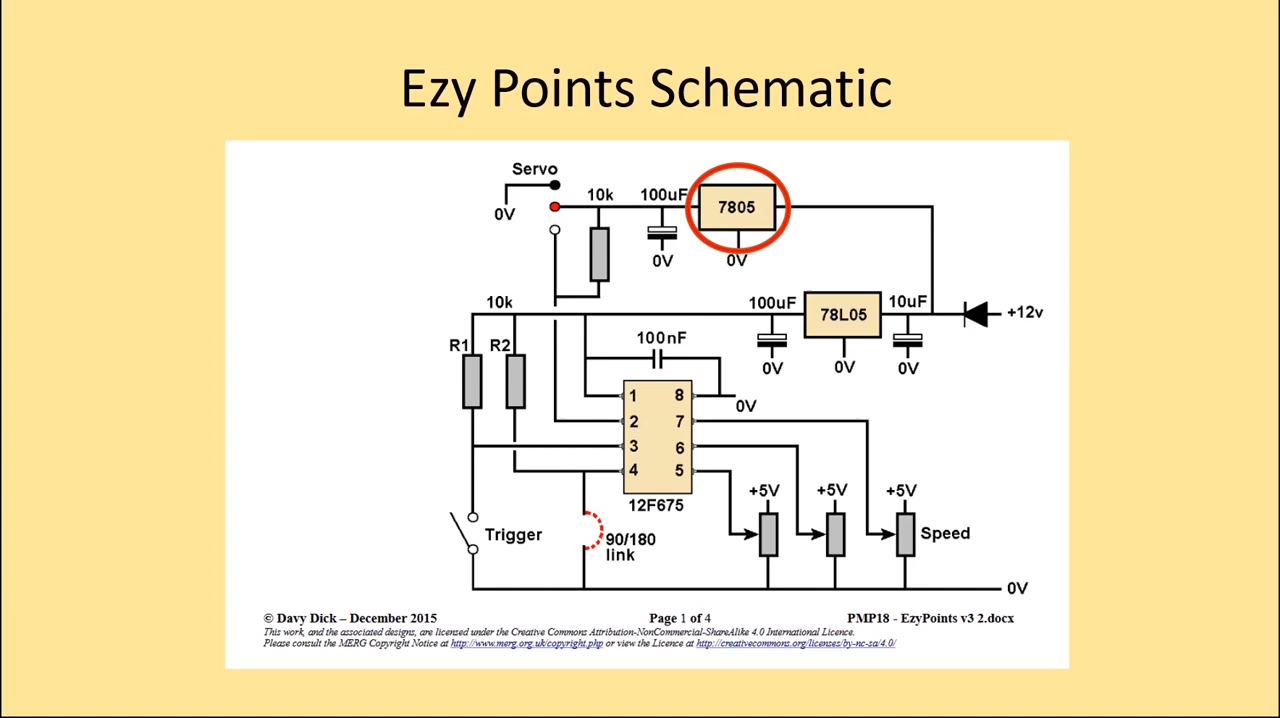 Ezy Points Schematic
Servo
10k
100uF
7805
0V
0V
0V
10k
100uF
78L05
10uF
+12v
R1
R2
100nF
0V
0V
0V
1
8
0V
2
7
3
6
4
5
12F675
+5V
+5V
+5V
Trigger
90/180
link
Speed
0V
© Davy Dick – December 2015
Page 1 of 4
PMP18 - EzyPoints v3 2.docx
This work, and the associated designs, are licensed under the Creative Commons Attribution-NonCommercial-ShareAlike 4.0 International Licence.
Please consult the MERG Copyright Notice at http://www.merg.org.uk/copyright.php or view the Licence at http://creativecommons.org/licenses/by-nc-sa/4.0/